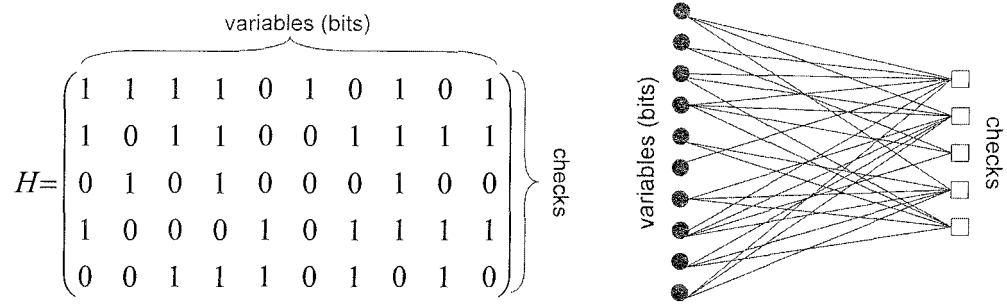 variables (bits)
1 1 1 1 0 1 0 1 0 1
1 0 1 1 0 0 1 1 1 1
H= 0 1 0 1 0 0 0 1 0 0
1 0 0 0 1 0 1 1 1 1
0 0 1 1 1 0 1 0 1 0
checks
variables (bits)
checks